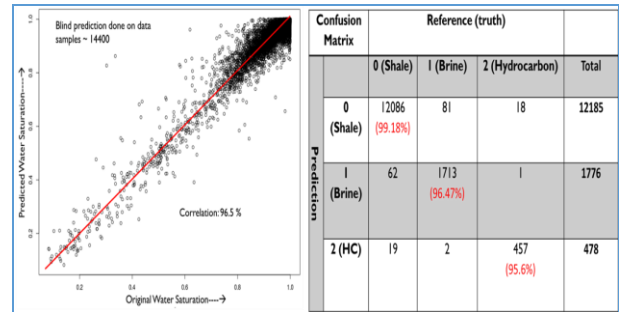 Blind prediction done on data
samples ~ 14400
Correlation: 96.5 %
Predicted Water Saturation---->
1.0
0.8
0.6
0.4
0.2
0.2 0.4 0.6 0.8 1.0
Original Water Saturation---->
Confusion Matrix Reference (truth)
0 (Shale) 1 (Brine) 2 (Hydrocarbon) Total
Prediction
0 (Shale) 12086 (99.18%) 81 18 12185
1 (Brine) 62 1713 (96.47%) 1 1776
2 (HC) 19 2 457 (95.6%) 478